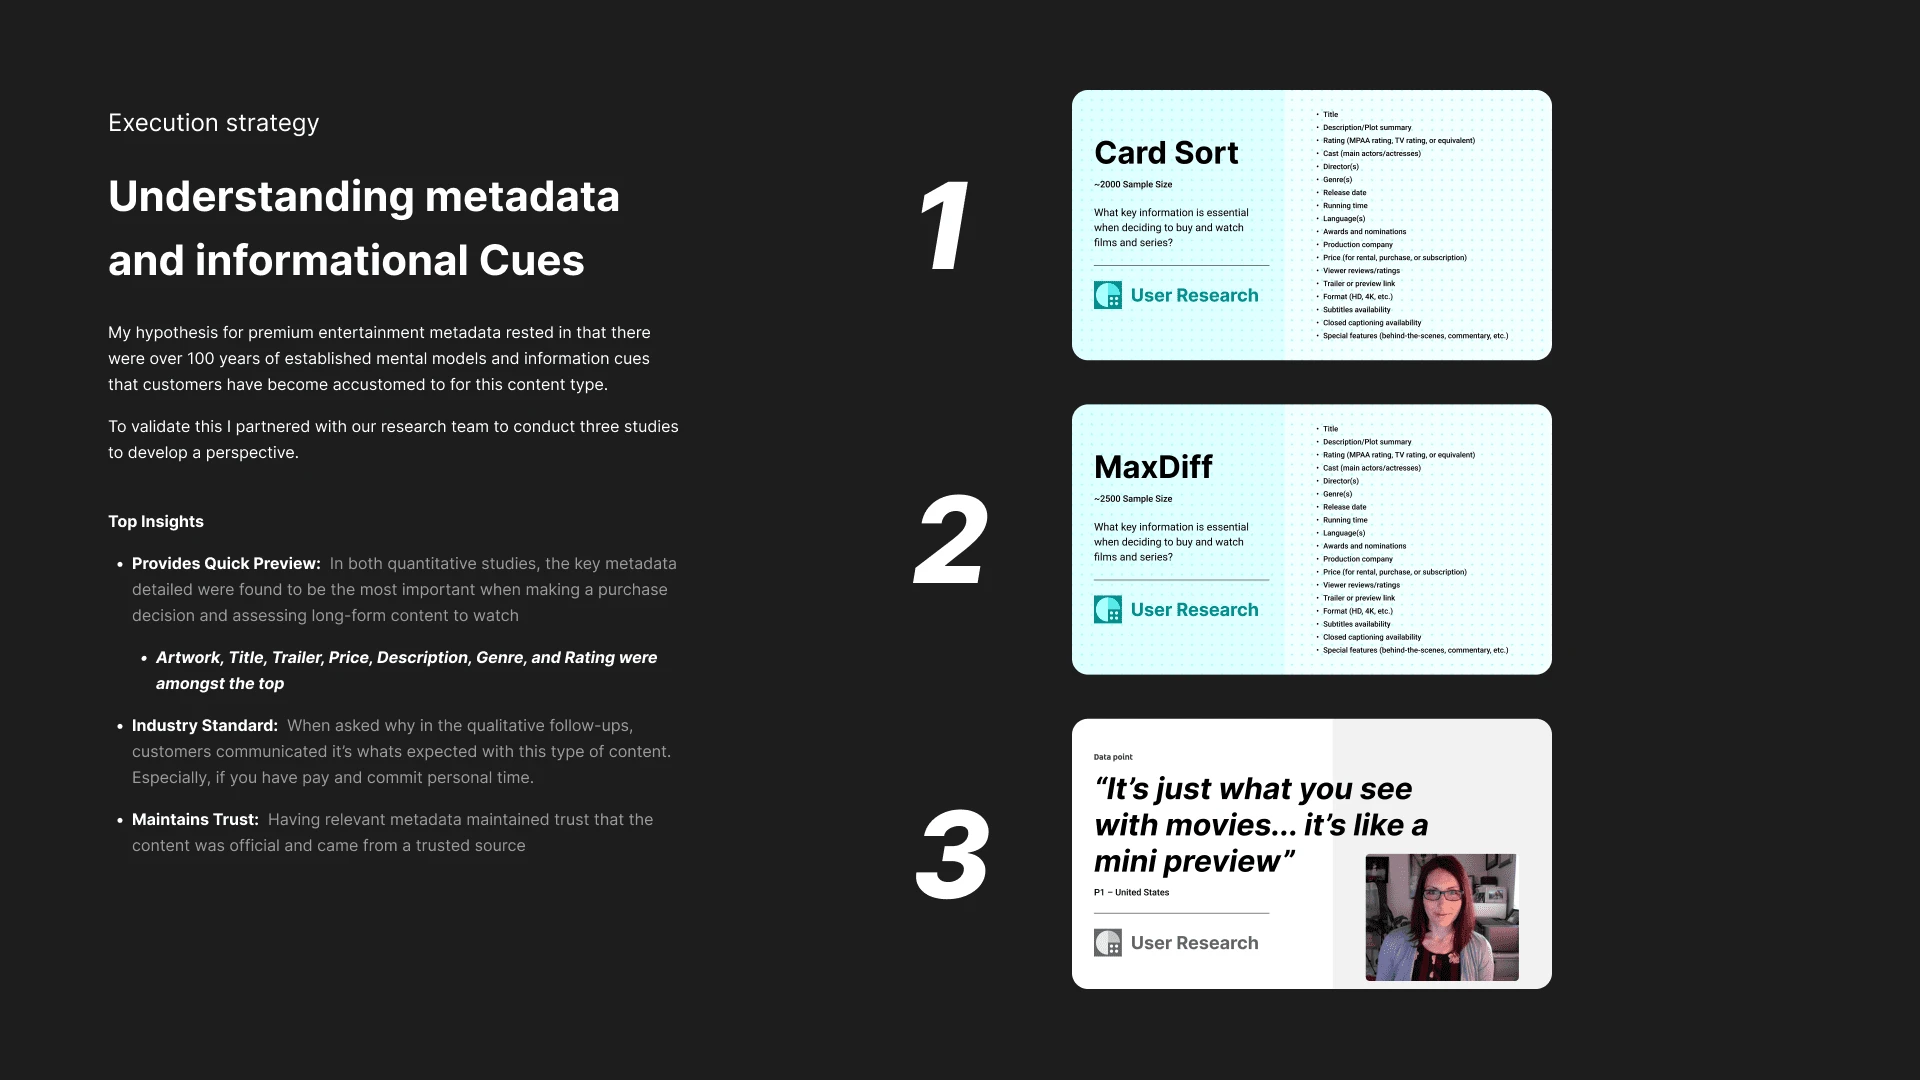 Execution strategy
Understanding metadata
and informational Cues
My hypothesis for premium entertainment metadata rested in that there
were over 100 years of established mental models and information cues
that customers have become accustomed to for this content type.
To validate this I partnered with our research team to conduct three studies
to develop a perspective.
Top Insights
• Provides Quick Preview: In both quantitative studies, the key metadata
detailed were found to be the most important when making a purchase
decision and assessing long-form content to watch
• Artwork, Title, Trailer, Price, Description, Genre, and Rating were
amongst the top
• Industry Standard: When asked why in the qualitative follow-ups,
customers communicated it’s whats expected with this type of content.
Especially, if you have pay and commit personal time.
• Maintains Trust: Having relevant metadata maintained trust that the
content was official and came from a trusted source
1
Card Sort
~2000 Sample Size
What key information is essential
when deciding to buy and watch
films and series?
User Research
• Title
• Description/Plot summary
• Rating (MPAA rating, TV rating, or equivalent)
• Cast (main actors/actresses)
• Director(s)
• Genre(s)
• Release date
• Running time
• Language(s)
• Awards and nominations
• Production company
• Price (for rental, purchase, or subscription)
• Viewer reviews/ratings
• Trailer or preview link
• Format (HD, 4K, etc.)
• Subtitles availability
• Closed captioning availability
• Special features (behind-the-scenes, commentary, etc.)
2
MaxDiff
~2500 Sample Size
What key information is essential
when deciding to buy and watch
films and series?
User Research
• Title
• Description/Plot summary
• Rating (MPAA rating, TV rating, or equivalent)
• Cast (main actors/actresses)
• Director(s)
• Genre(s)
• Release date
• Running time
• Language(s)
• Awards and nominations
• Production company
• Price (for rental, purchase, or subscription)
• Viewer reviews/ratings
• Trailer or preview link
• Format (HD, 4K, etc.)
• Subtitles availability
• Closed captioning availability
• Special features (behind-the-scenes, commentary, etc.)
3
Data point
“It’s just what you see
with movies... it’s like a
mini preview”
P1 – United States
User Research